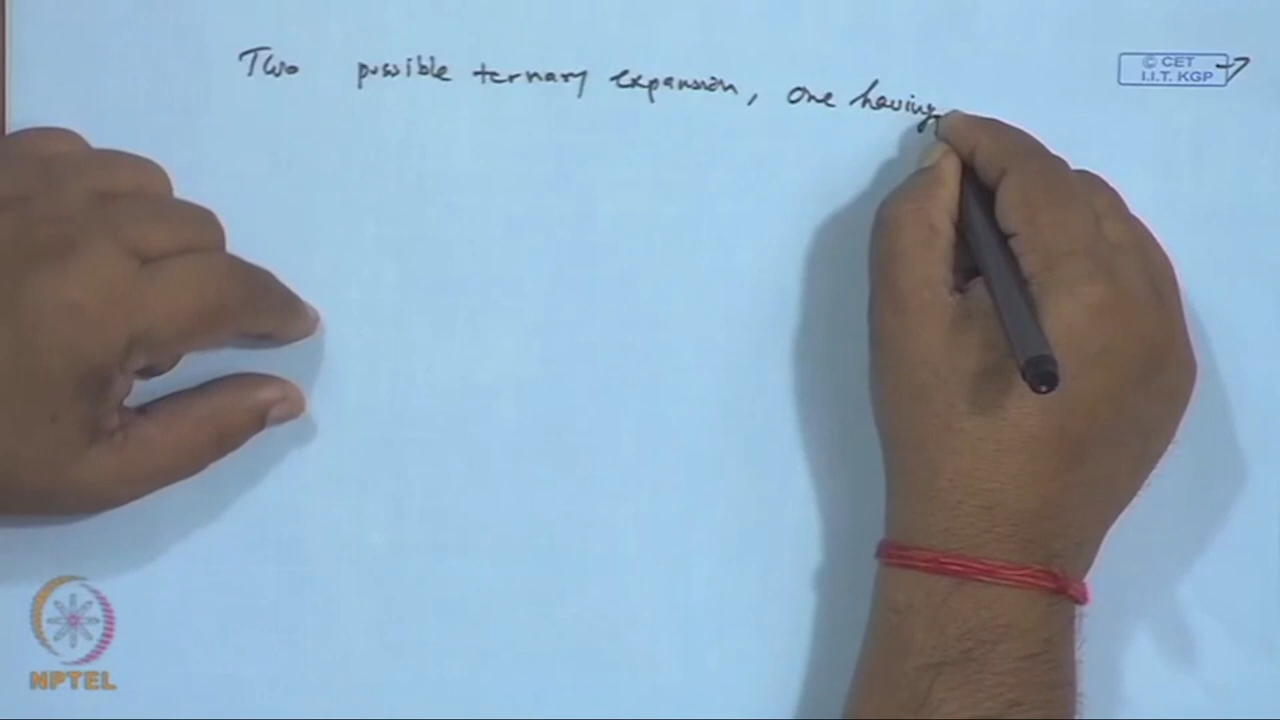 Two possible ternary expansion, one having
© CET
I.I.T. KGP
NPTEL